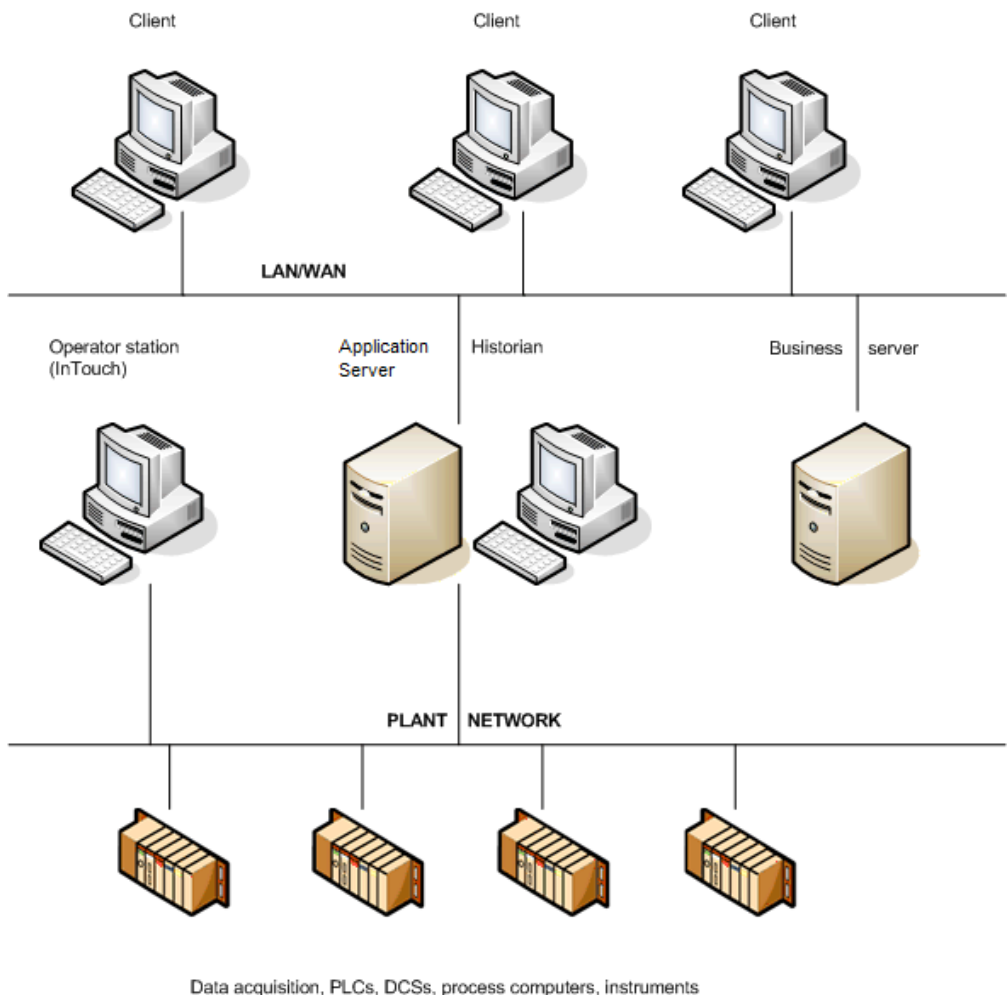 Client
Client
Client
LAN/WAN
Operator station
(InTouch)
Application
Server
Historian
Business server
PLANT NETWORK
Data acquisition, PLCs, DCSs, process computers, instruments